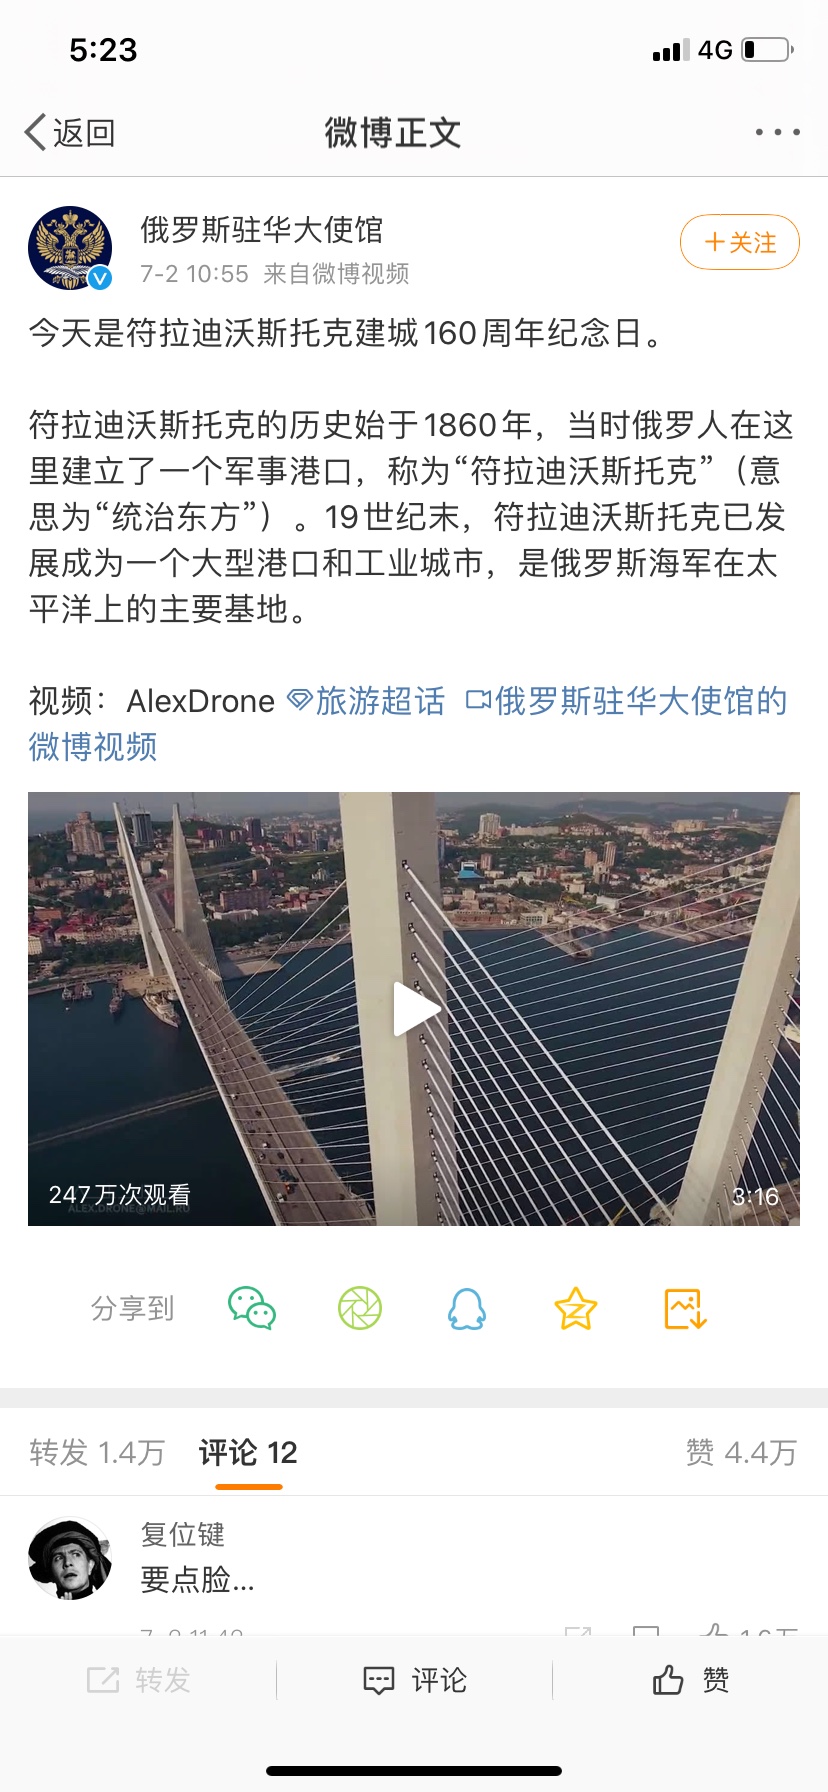 5:23
4G
返回
微博正文
俄罗斯驻华大使馆
7-2 10:55 来自微博视频
+关注
今天是符拉迪沃斯托克建城160周年纪念日。
符拉迪沃斯托克的历史始于1860年，当时俄罗人在这
里建立了一个军事港口，称为“符拉迪沃斯托克”（意
思为“统治东方”）。19世纪末，符拉迪沃斯托克已发
展成为一个大型港口和工业城市，是俄罗斯海军在太
平洋上的主要基地。
视频：AlexDrone 旅游超话 俄罗斯驻华大使馆的
微博视频
247万次观看
3:16
ALEX.DRONE@MAIL.RU
分享到
转发 1.4万
评论 12
赞 4.4万
复位键
要点脸...
转发
评论
赞